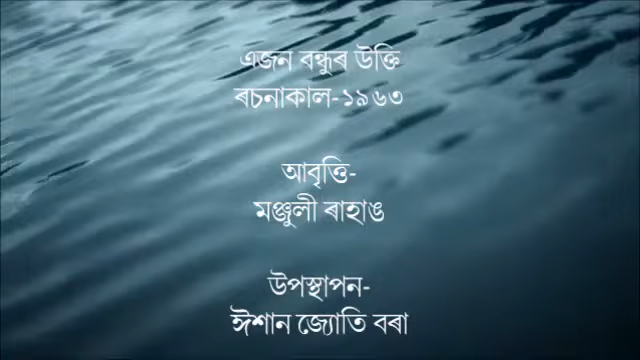 এজন বন্ধুৰ উক্তি
ৰচনাকাল-১৯৬৩
আবৃত্তি-
মঞ্জুলী ৰাহাঙ
উপস্থাপন-
ঈশান জ্যোতি বৰা